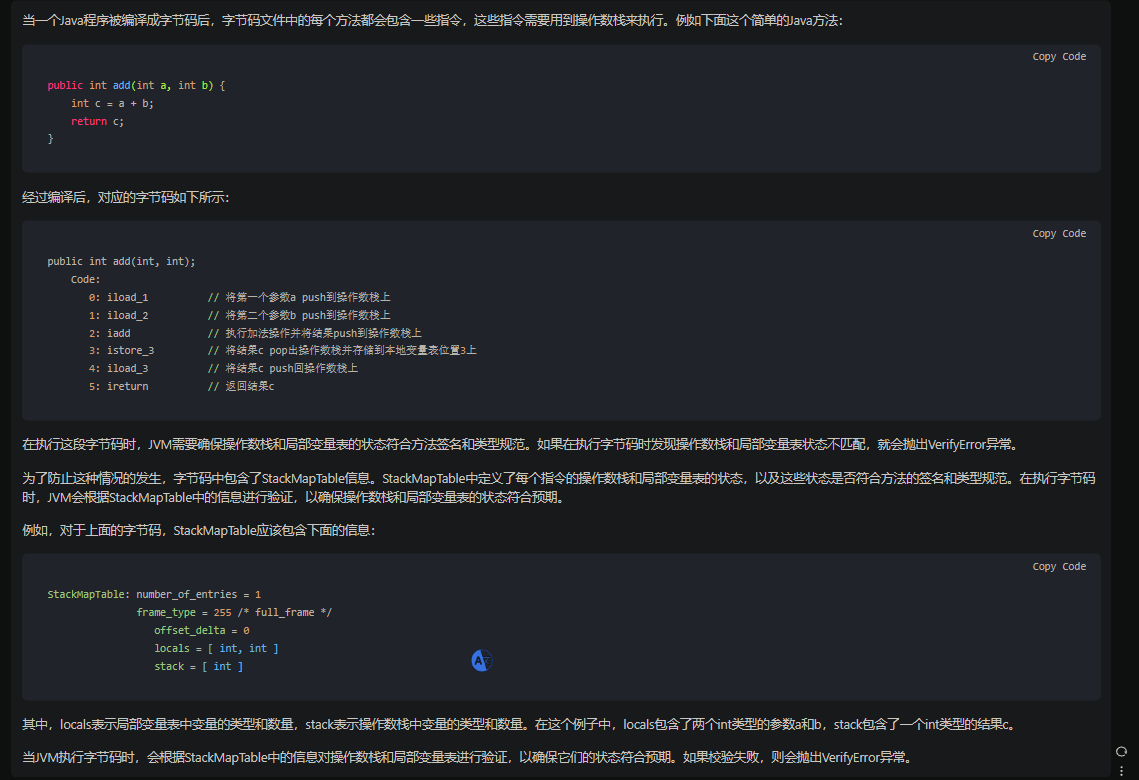 当一个Java程序被编译成字节码后，字节码文件中的每个方法都会包含一些指令，这些指令需要用到操作数栈来执行。例如下面这个简单的Java方法：
Copy Code
public int add(int a, int b) {
    int c = a + b;
    return c;
}
经过编译后，对应的字节码如下所示：
Copy Code
public int add(int, int);
    Code:
       0: iload_1          // 将第一个参数a push到操作数栈上
       1: iload_2          // 将第二个参数b push到操作数栈上
       2: iadd             // 执行加法操作并将结果push到操作数栈上
       3: istore_3         // 将结果c pop出操作数栈并存储到本地变量表位置3上
       4: iload_3          // 将结果c push回操作数栈上
       5: ireturn          // 返回结果c
在执行这段字节码时，JVM需要确保操作数栈和局部变量表的状态符合方法签名和类型规范。如果在执行字节码时发现操作数栈和局部变量表状态不匹配，就会抛出VerifyError异常。
为了防止这种情况的发生，字节码中包含了StackMapTable信息。StackMapTable中定义了每个指令的操作数栈和局部变量表的状态，以及这些状态是否符合方法的签名和类型规范。在执行字节码
时，JVM会根据StackMapTable中的信息进行验证，以确保操作数栈和局部变量表的状态符合预期。
例如，对于上面的字节码，StackMapTable应该包含下面的信息：
Copy Code
StackMapTable: number_of_entries = 1
               frame_type = 255 /* full_frame */
                  offset_delta = 0
                  locals = [ int, int ]
                  stack = [ int ]
A
其中，locals表示局部变量表中变量的类型和数量，stack表示操作数栈中变量的类型和数量。在这个例子中，locals包含了两个int类型的参数a和b，stack包含了一个int类型的结果c。
当JVM执行字节码时，会根据StackMapTable中的信息对操作数栈和局部变量表进行验证，以确保它们的状态符合预期。如果校验失败，则会抛出VerifyError异常。